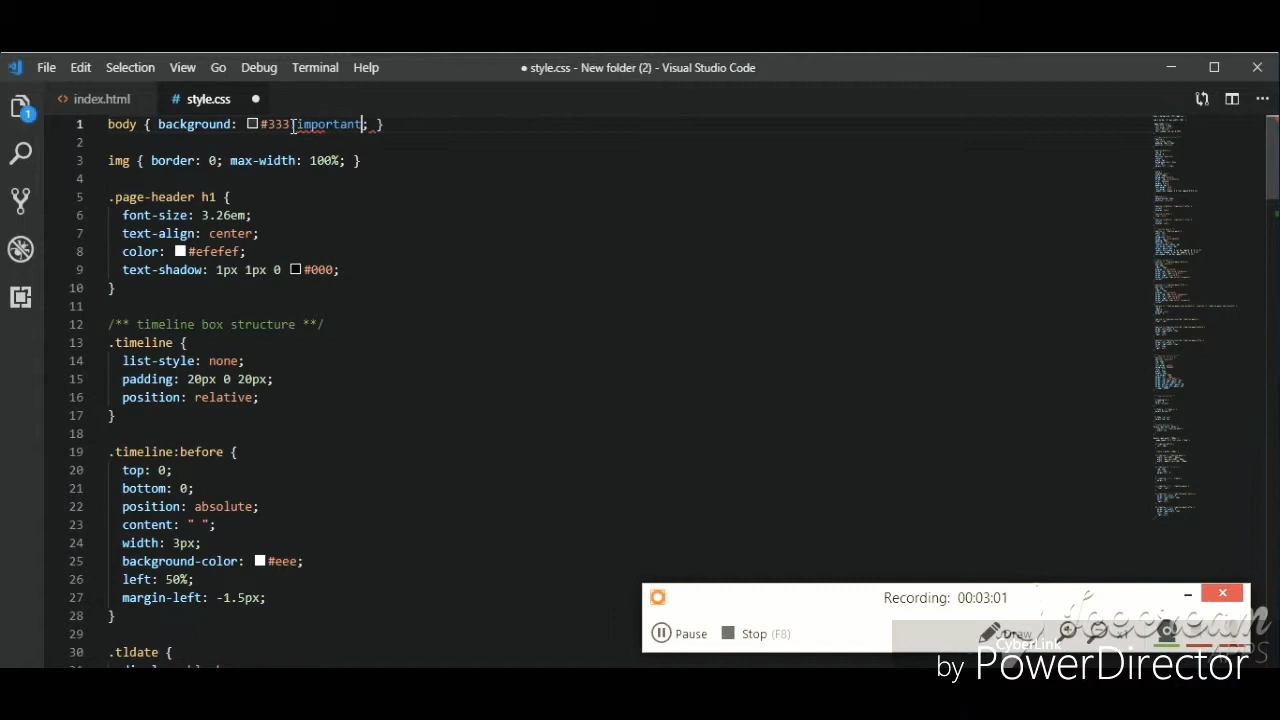 File Edit Selection View Go Debug Terminal Help
● style.css - New folder (2) - Visual Studio Code
<> index.html # style.css ●
1
1 body { background: #333 important; }
2
3 img { border: 0; max-width: 100%; }
4
5 .page-header h1 {
6 font-size: 3.26em;
7 text-align: center;
8 color: #efefef;
9 text-shadow: 1px 1px 0 #000;
10 }
11
12 /** timeline box structure **/
13 .timeline {
14 list-style: none;
15 padding: 20px 0 20px;
16 position: relative;
17 }
18
19 .timeline:before {
20 top: 0;
21 bottom: 0;
22 position: absolute;
23 content: " ";
24 width: 3px;
25 background-color: #eee;
26 left: 50%;
27 margin-left: -1.5px;
28 }
29
30 .tldate {
Recording: 00:03:01
Pause Stop (F8) Draw
Icecream
APPS
CyberLink
by PowerDirector